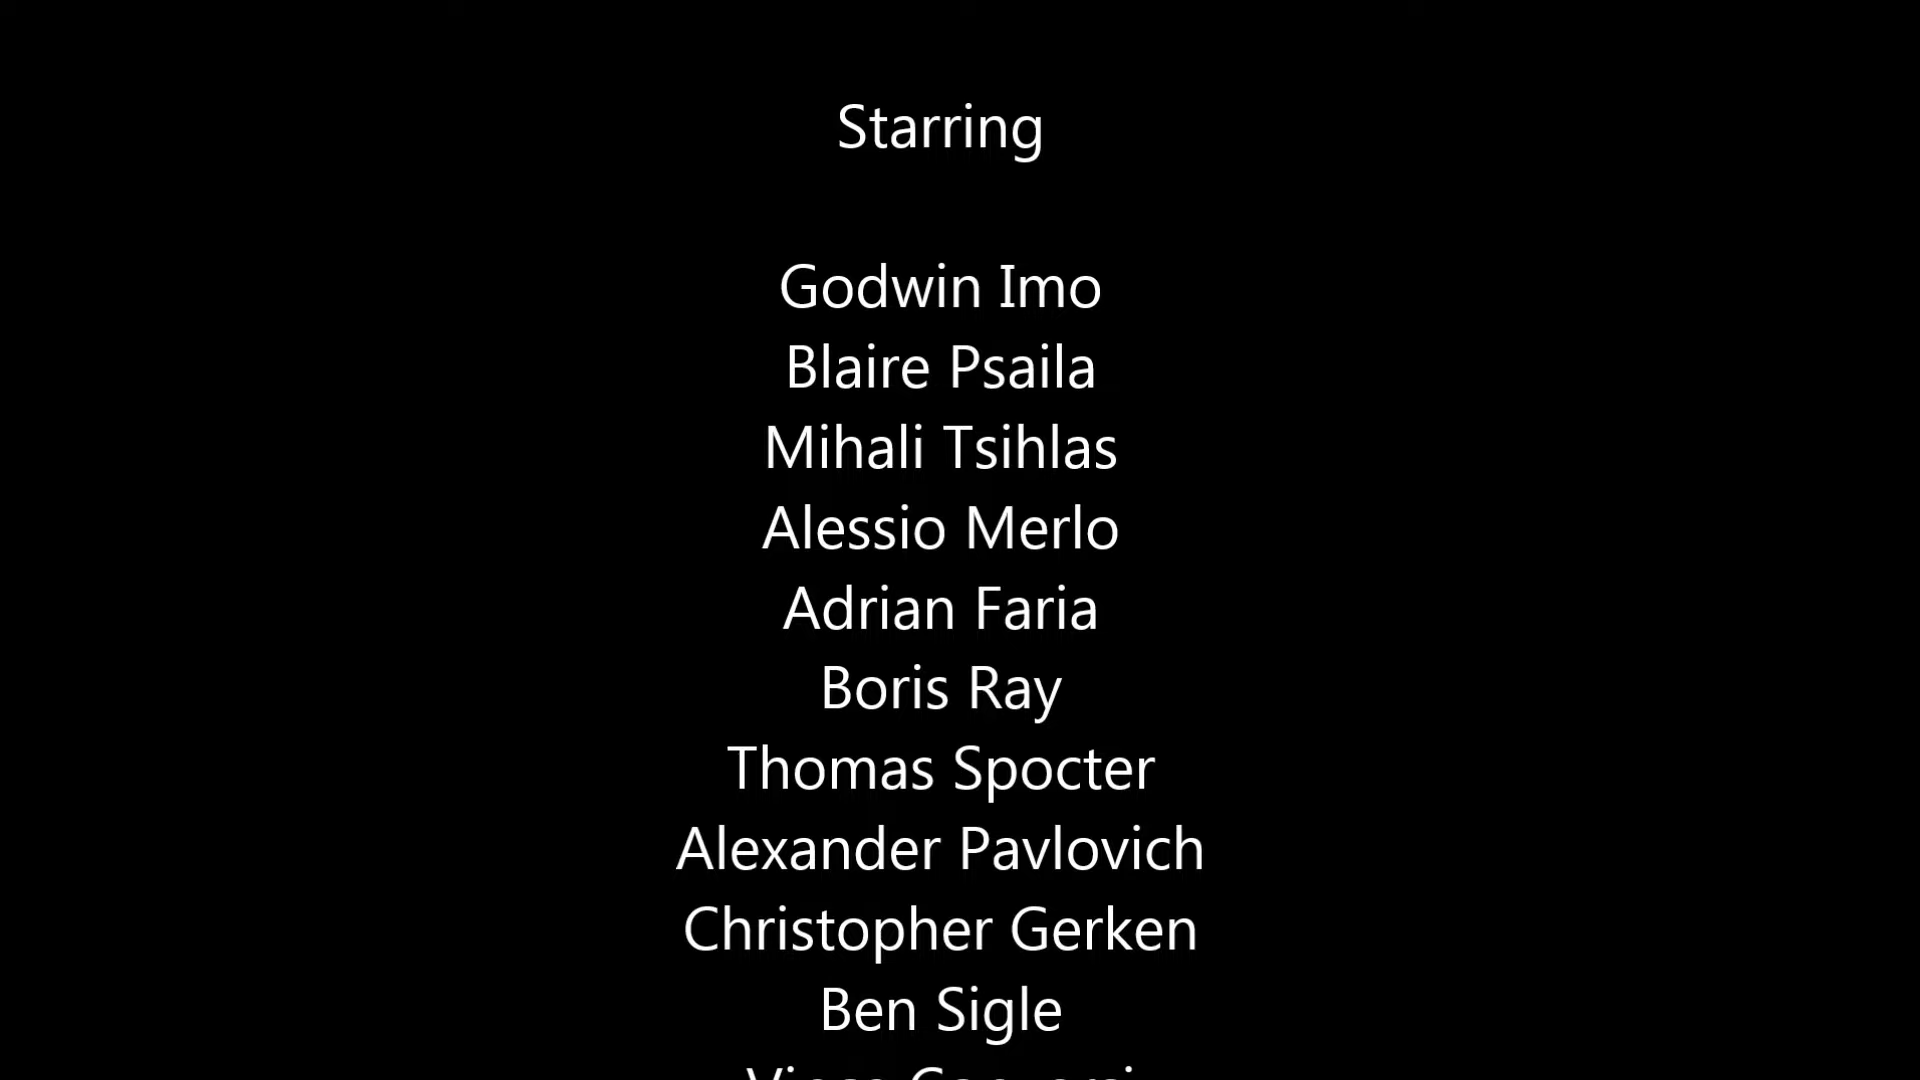 Starring
Godwin Imo
Blaire Psaila
Mihali Tsihlas
Alessio Merlo
Adrian Faria
Boris Ray
Thomas Spocter
Alexander Pavlovich
Christopher Gerken
Ben Sigle